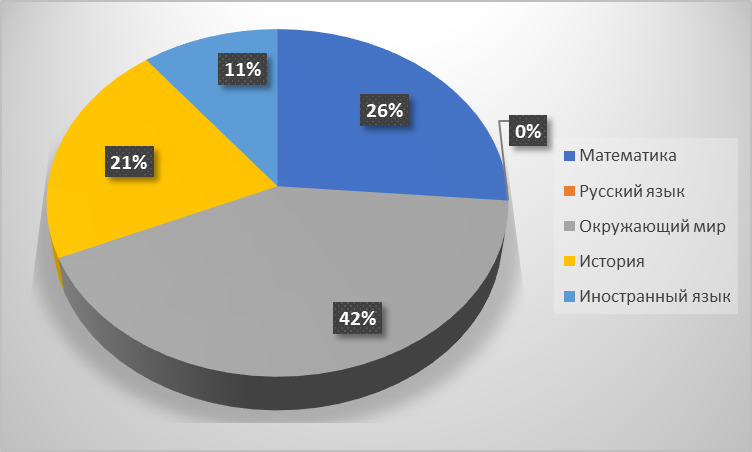 11%
26%
0%
21%
42%
Математика
Русский язык
Окружающий мир
История
Иностранный язык